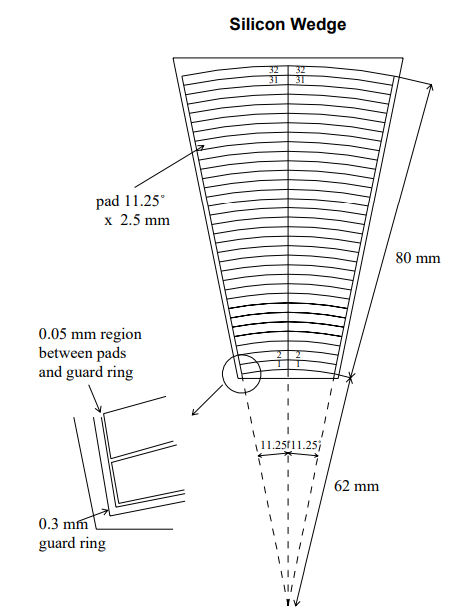 Silicon Wedge
32 32
31 31
pad 11.25°
x 2.5 mm
80 mm
0.05 mm region
between pads
and guard ring
2 2
1 1
11.25° 11.25°
62 mm
0.3 mm
guard ring